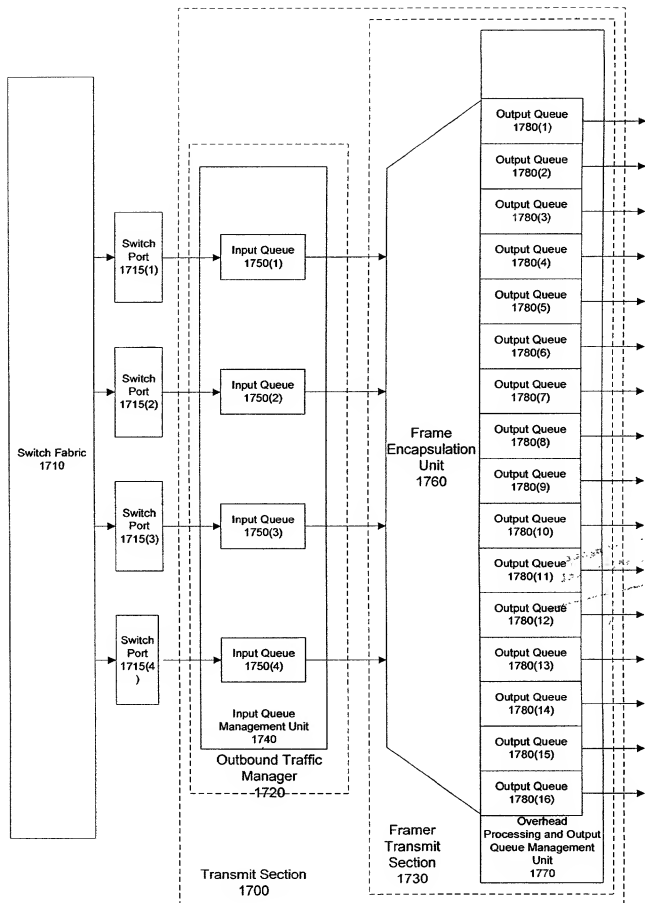 Switch Fabric
1710
Switch
Port
1715(1)
Switch
Port
1715(2)
Switch
Port
1715(3)
Switch
Port
1715(4
)
Input Queue
1750(1)
Input Queue
1750(2)
Input Queue
1750(3)
Input Queue
1750(4)
Input Queue
Management Unit
1740
Outbound Traffic
Manager
1720
Transmit Section
1700
Frame
Encapsulation
Unit
1760
Framer
Transmit
Section
1730
Output Queue
1780(1)
Output Queue
1780(2)
Output Queue
1780(3)
Output Queue
1780(4)
Output Queue
1780(5)
Output Queue
1780(6)
Output Queue
1780(7)
Output Queue
1780(8)
Output Queue
1780(9)
Output Queue
1780(10)
Output Queue
1780(11)
Output Queue
1780(12)
Output Queue
1780(13)
Output Queue
1780(14)
Output Queue
1780(15)
Output Queue
1780(16)
Overhead
Processing and Output
Queue Management
Unit
1770